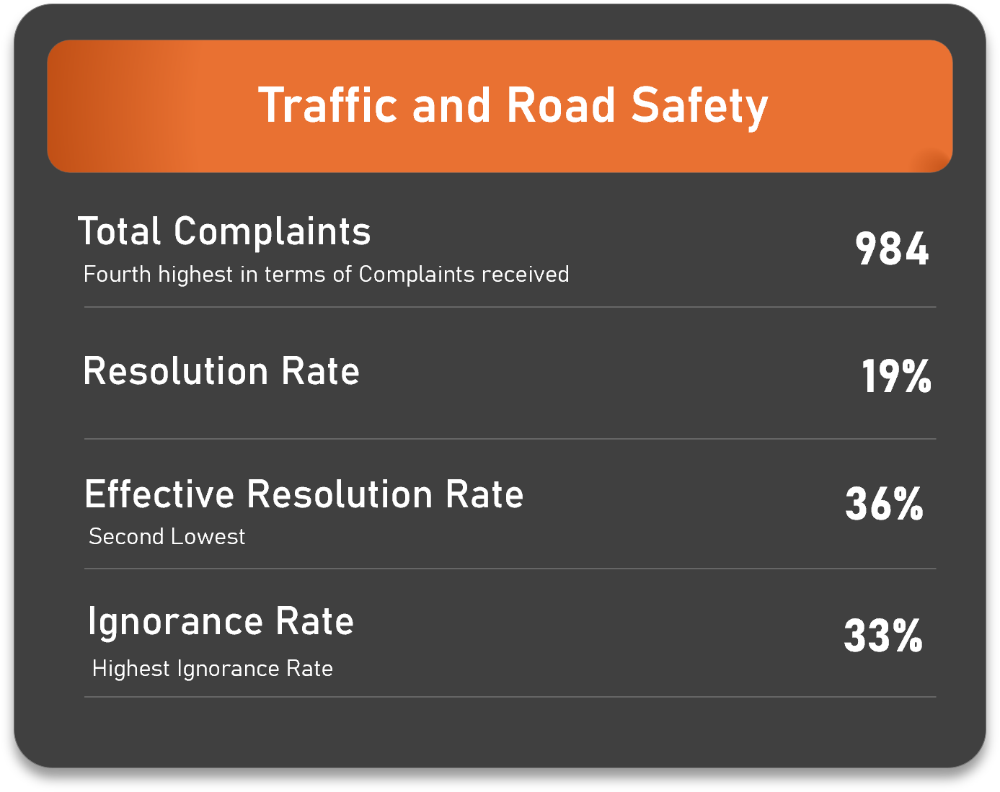 Traffic and Road Safety
Total Complaints
984
Fourth highest in terms of Complaints received
Resolution Rate
19%
Effective Resolution Rate
36%
Second Lowest
Ignorance Rate
33%
Highest Ignorance Rate